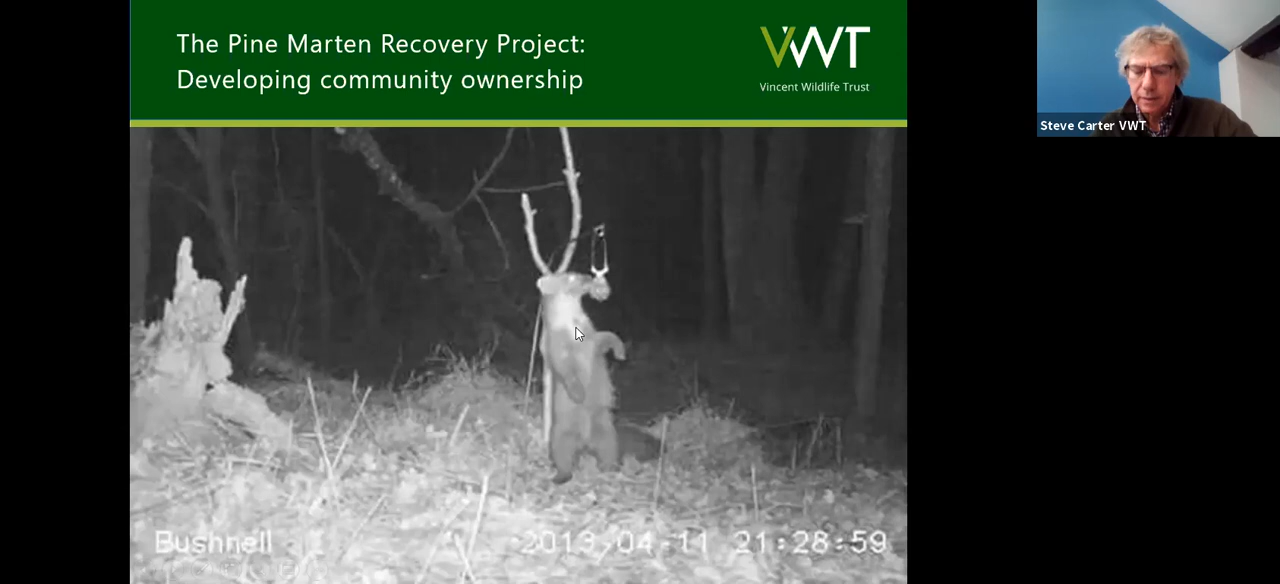 The Pine Marten Recovery Project:
Developing community ownership
VWT
Vincent Wildlife Trust
Steve Carter VWT
Bushnell 2013-04-11 21:28:59